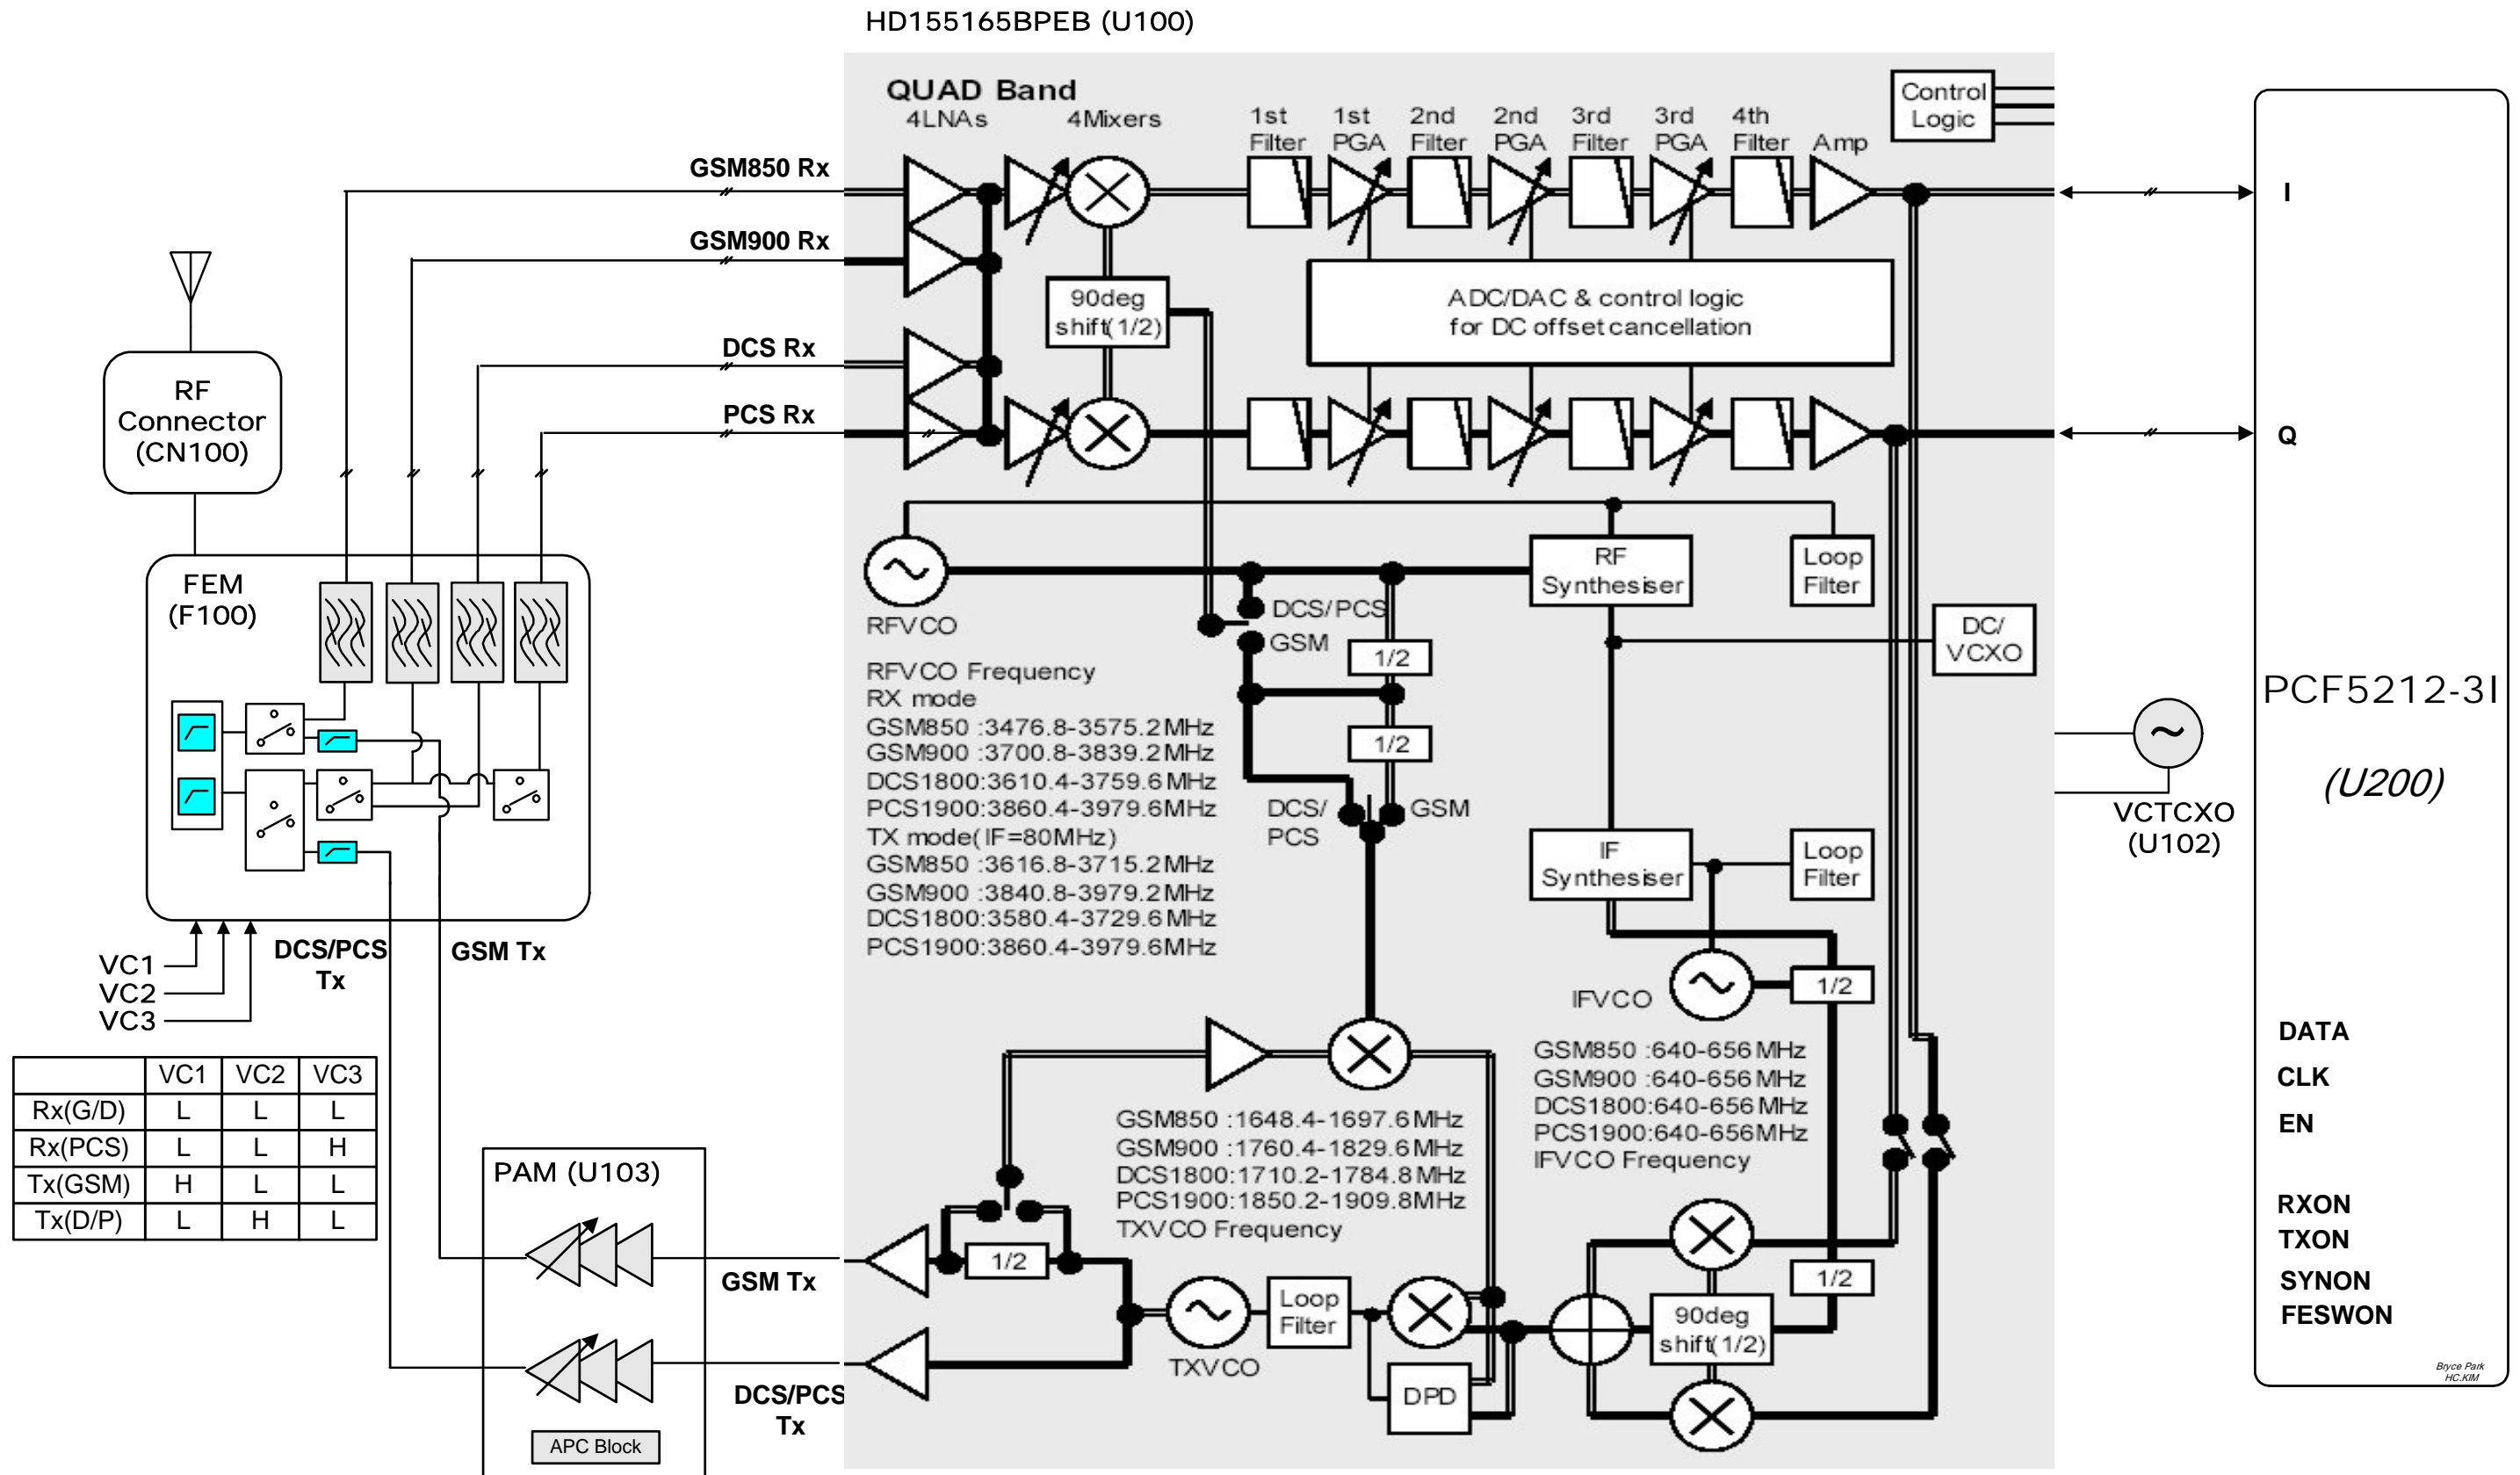 HD155165BPEB (U100)
QUAD Band
4LNAs
4Mixers
1st
Filter
1st
PGA
2nd
Filter
2nd
PGA
3rd
Filter
3rd
PGA
4th
Filter
Amp
Control
Logic
GSM850 Rx
GSM900 Rx
DCS Rx
PCS Rx
I
Q
90deg
shift(1/2)
ADC/DAC & control logic
for DC offset cancellation
RF
Connector
(CN100)
FEM
(F100)
RFVCO
RF
Synthesiser
Loop
Filter
DCS/PCS
GSM
1/2
1/2
DC/
VCXO
RFVCO Frequency
RX mode
GSM850 :3476.8-3575.2MHz
GSM900 :3700.8-3839.2MHz
DCS1800:3610.4-3759.6MHz
PCS1900:3860.4-3979.6MHz
TX mode(IF=80MHz)
GSM850 :3616.8-3715.2MHz
GSM900 :3840.8-3979.2MHz
DCS1800:3580.4-3729.6MHz
PCS1900:3860.4-3979.6MHz
DCS/
PCS
GSM
IF
Synthesiser
Loop
Filter
PCF5212-3I
(U200)
VCTCXO
(U102)
VC1
VC2
VC3
DCS/PCS
Tx
GSM Tx
IFVCO
1/2
GSM850 :640-656MHz
GSM900 :640-656MHz
DCS1800:640-656MHz
PCS1900:640-656MHz
IFVCO Frequency
DATA
CLK
EN
RXON
TXON
SYNON
FESWON
VC1 VC2 VC3
Rx(G/D) L L L
Rx(PCS) L L H
Tx(GSM) H L L
Tx(D/P) L H L
GSM850 :1648.4-1697.6MHz
GSM900 :1760.4-1829.6MHz
DCS1800:1710.2-1784.8MHz
PCS1900:1850.2-1909.8MHz
TXVCO Frequency
PAM (U103)
GSM Tx
1/2
Loop
Filter
TXVCO
DPD
1/2
90deg
shift(1/2)
DCS/PCS
Tx
APC Block
Bryce Park
HC.KIM